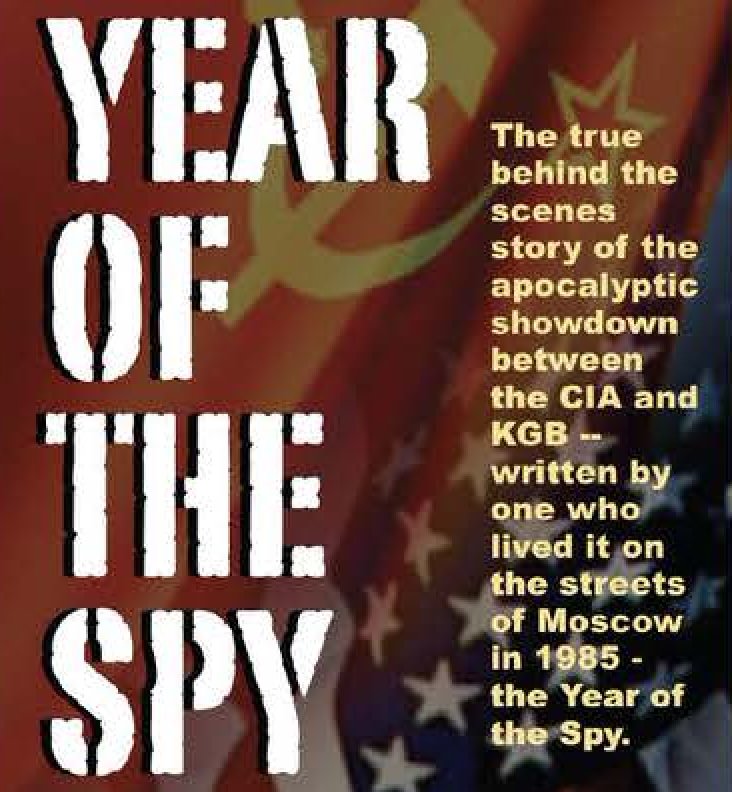 YEAR
OF
THE
SPY
The true
behind the
scenes
story of the
apocalyptic
showdown
between
the CIA and
KGB --
written by
one who
lived it on
the streets
of Moscow
in 1985 -
the Year of
the Spy.